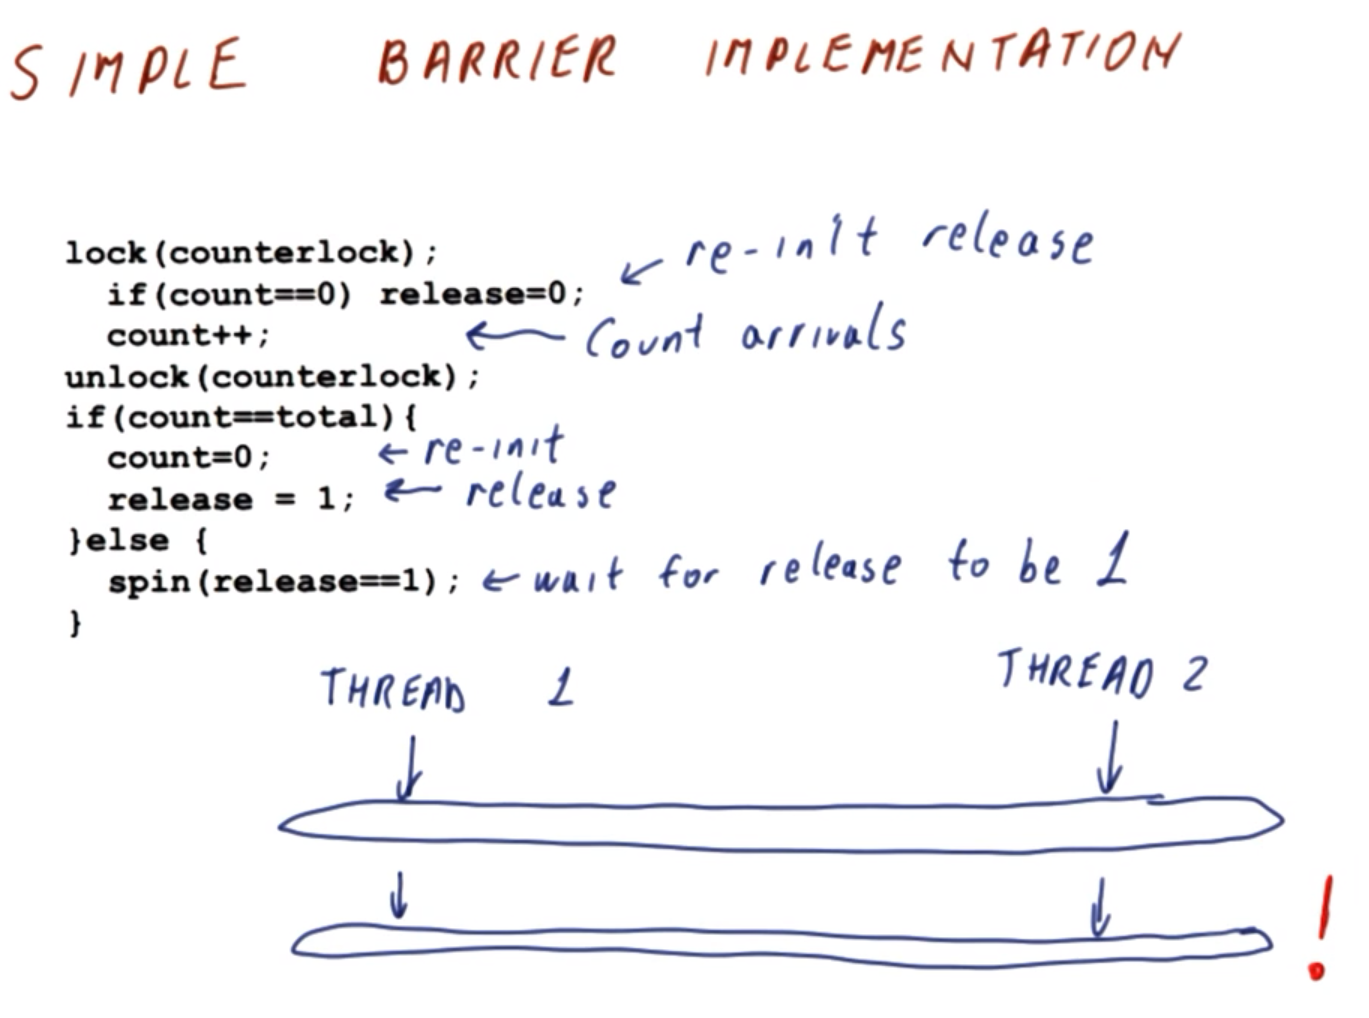 SIMPLE BARRIER IMPLEMENTATION
lock(counterlock);
if(count==0) release=0; ← re-init release
count++; ← Count arrivals
unlock(counterlock);
if(count==total){
count=0; ← re-init
release = 1; ← release
}else {
spin(release==1); ← wait for release to be 1
}
THREAD 1 THREAD 2
!